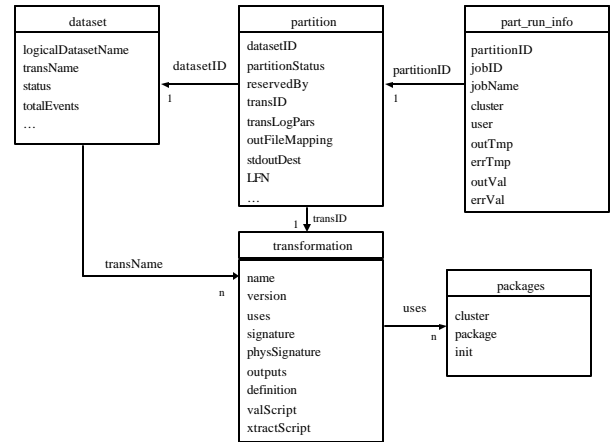 dataset
logicalDatasetName
transName
status
totalEvents
…
datasetID
1
partition
datasetID
partitionStatus
reservedBy
transID
transLogPars
outFileMapping
stdoutDest
LFN
…
partitionID
1
part_run_info
partitionID
jobID
jobName
cluster
user
outTmp
errTmp
outVal
errVal
1
transID
transName
n
transformation
name
version
uses
signature
physSignature
outputs
definition
valScript
xtractScript
uses
n
packages
cluster
package
init